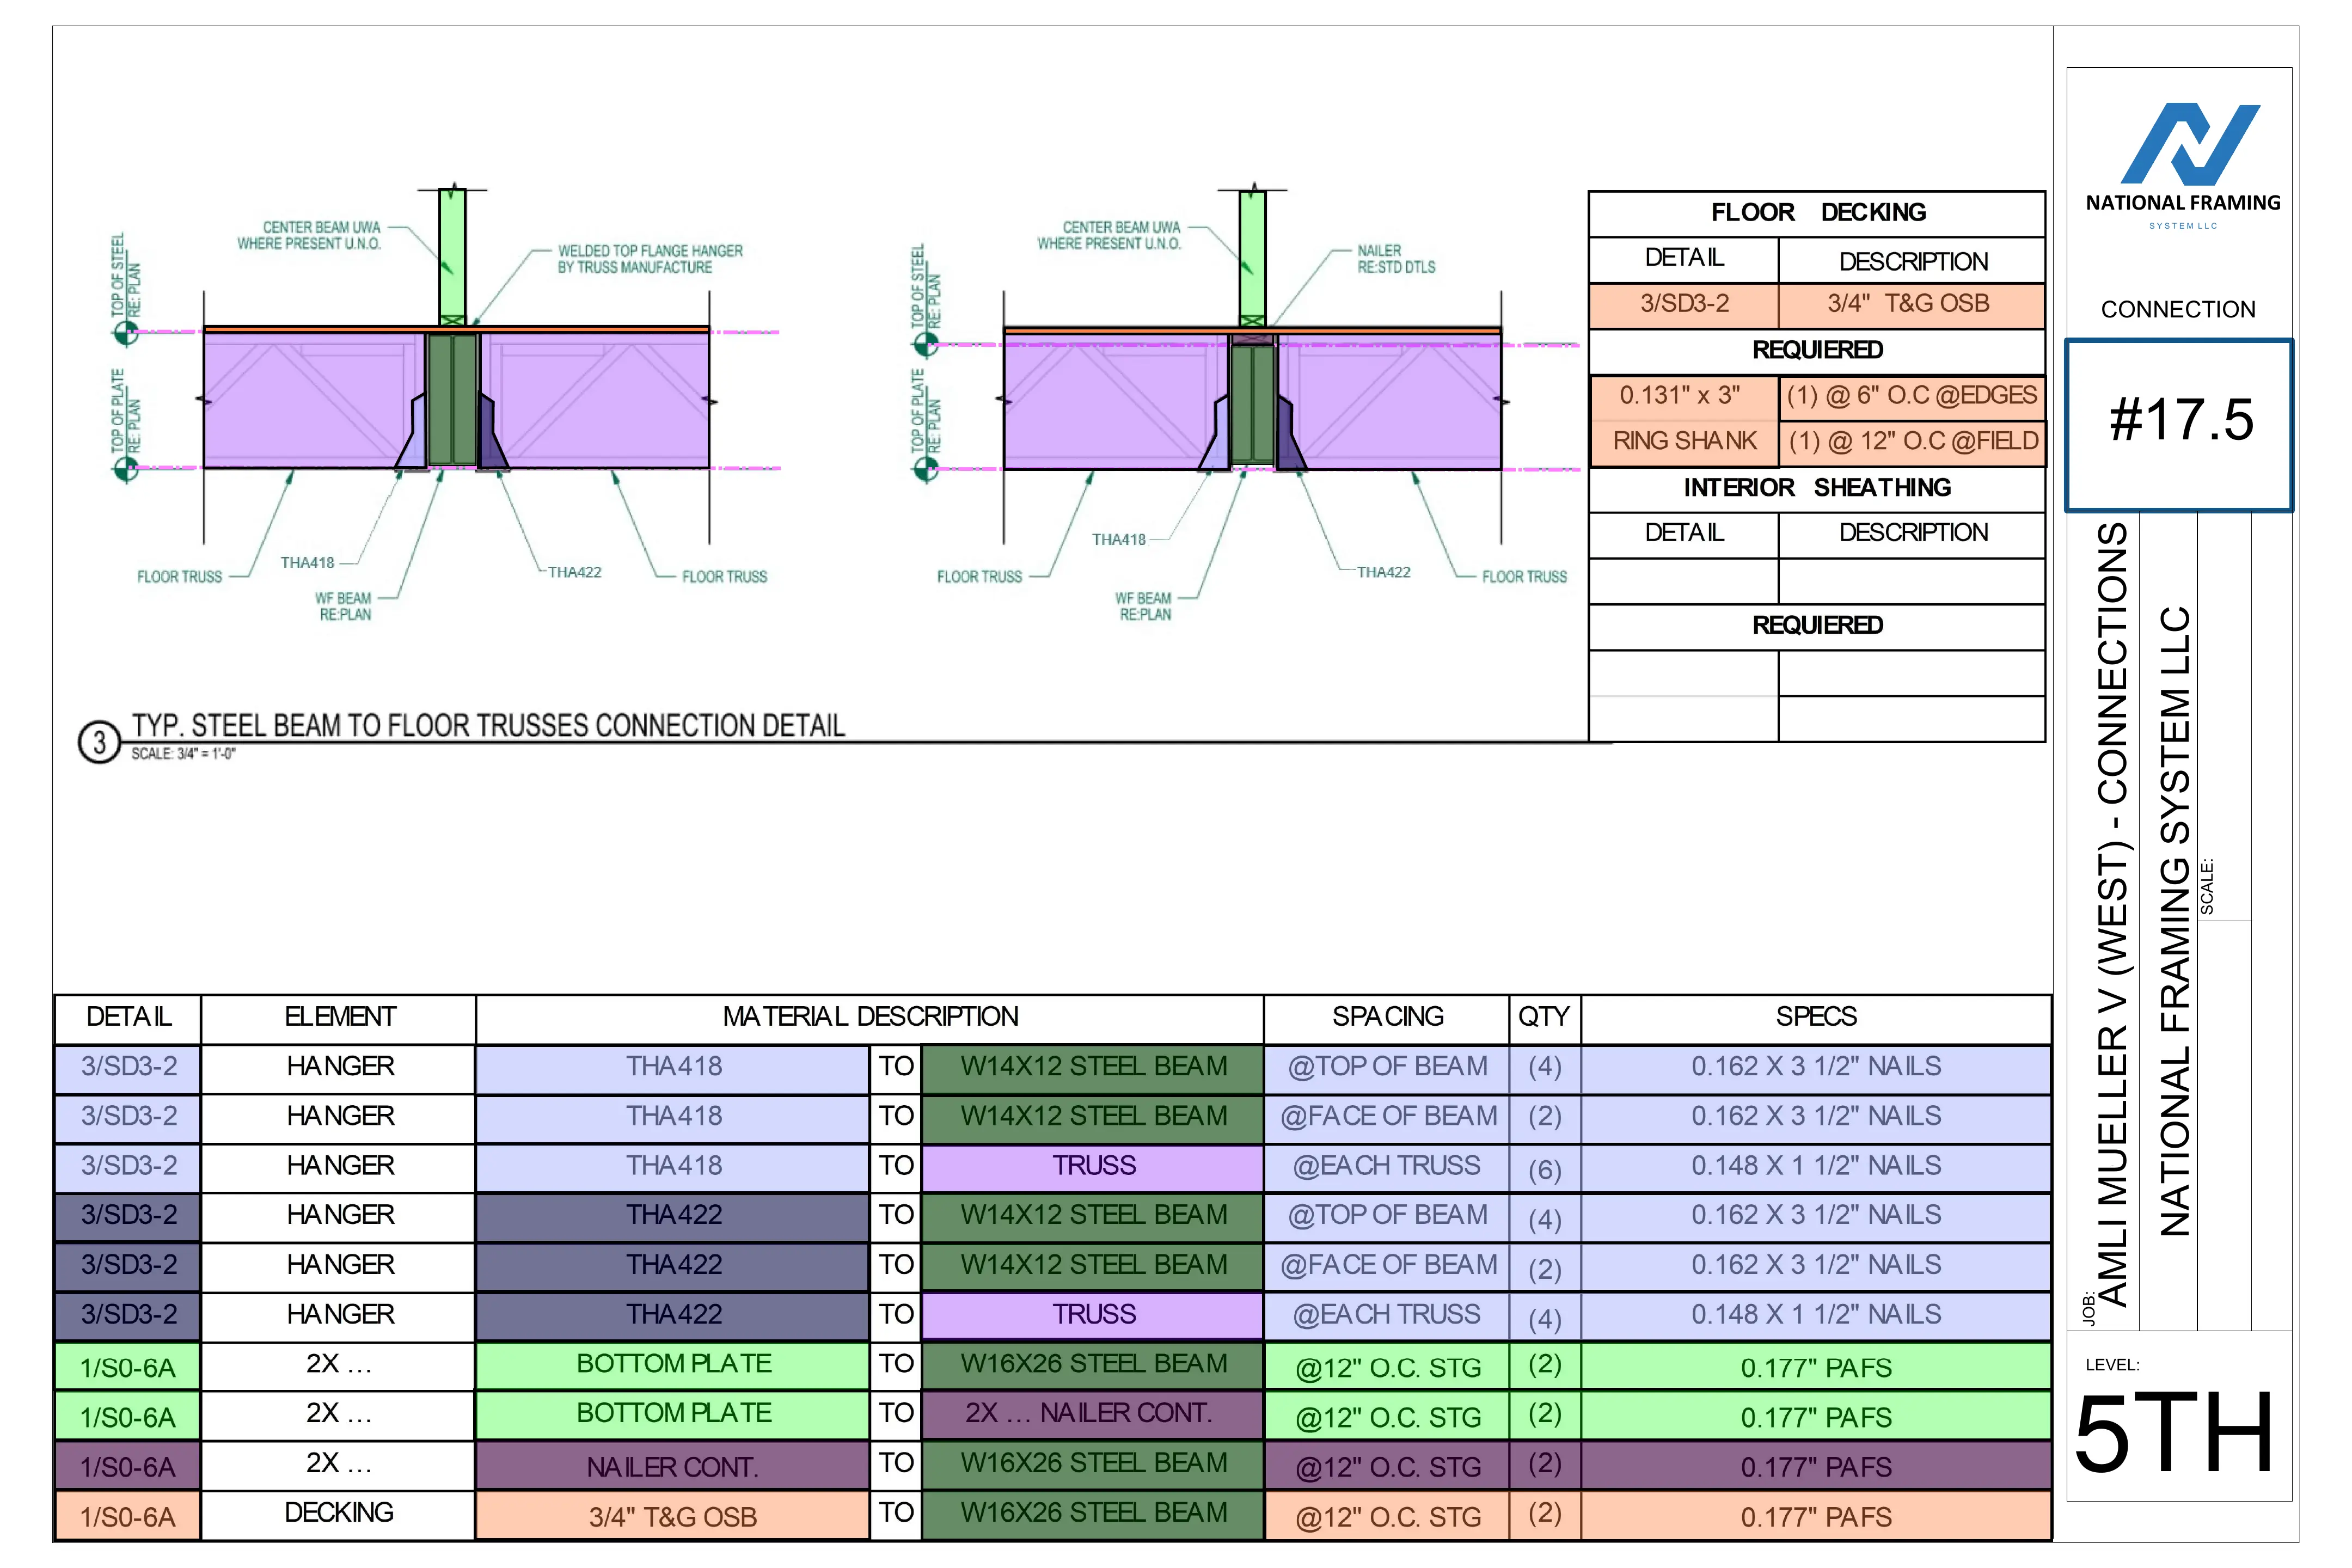 CENTER BEAM UWA
WHERE PRESENT U.N.O.
WELDED TOP FLANGE HANGER
BY TRUSS MANUFACTURE
TOP OF STEEL
RE: PLAN
TOP OF PLATE
RE: PLAN
FLOOR TRUSS
THA418
WF BEAM
RE:PLAN
THA422
FLOOR TRUSS
CENTER BEAM UWA
WHERE PRESENT U.N.O.
NAILER
RE:STD DTLS
TOP OF STEEL
RE: PLAN
TOP OF PLATE
RE: PLAN
FLOOR TRUSS
THA418
WF BEAM
RE:PLAN
THA422
FLOOR TRUSS
3 TYP. STEEL BEAM TO FLOOR TRUSSES CONNECTION DETAIL
SCALE: 3/4" = 1'-0"
FLOOR DECKING
DETAIL DESCRIPTION
3/SD3-2 3/4" T&G OSB
REQUIERED
0.131" x 3" (1) @ 6" O.C @EDGES
RING SHANK (1) @ 12" O.C @FIELD
INTERIOR SHEATHING
DETAIL DESCRIPTION
REQUIERED
DETAIL ELEMENT MATERIAL DESCRIPTION SPACING QTY SPECS
3/SD3-2 HANGER THA418 TO W14X12 STEEL BEAM @TOP OF BEAM (4) 0.162 X 3 1/2" NAILS
3/SD3-2 HANGER THA418 TO W14X12 STEEL BEAM @FACE OF BEAM (2) 0.162 X 3 1/2" NAILS
3/SD3-2 HANGER THA418 TO TRUSS @EACH TRUSS (6) 0.148 X 1 1/2" NAILS
3/SD3-2 HANGER THA422 TO W14X12 STEEL BEAM @TOP OF BEAM (4) 0.162 X 3 1/2" NAILS
3/SD3-2 HANGER THA422 TO W14X12 STEEL BEAM @FACE OF BEAM (2) 0.162 X 3 1/2" NAILS
3/SD3-2 HANGER THA422 TO TRUSS @EACH TRUSS (4) 0.148 X 1 1/2" NAILS
1/S0-6A 2X ... BOTTOM PLATE TO W16X26 STEEL BEAM @12" O.C. STG (2) 0.177" PAFS
1/S0-6A 2X ... BOTTOM PLATE TO 2X ... NAILER CONT. @12" O.C. STG (2) 0.177" PAFS
1/S0-6A 2X ... NAILER CONT. TO W16X26 STEEL BEAM @12" O.C. STG (2) 0.177" PAFS
1/S0-6A DECKING 3/4" T&G OSB TO W16X26 STEEL BEAM @12" O.C. STG (2) 0.177" PAFS
NATIONAL FRAMING
SYSTEM LLC
CONNECTION
#17.5
JOB:
AMLI MUELLER V (WEST) - CONNECTIONS
NATIONAL FRAMING SYSTEM LLC
SCALE:
LEVEL:
5TH